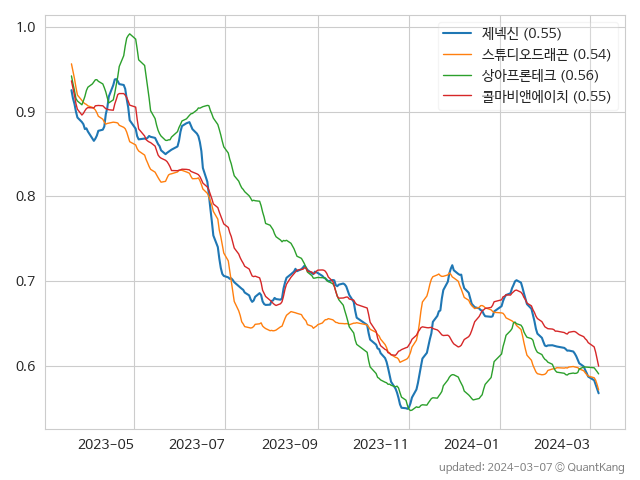 1.0
0.9
0.8
0.7
0.6
제넥신 (0.55)
스튜디오드래곤 (0.54)
상아프론테크 (0.56)
콜마비앤에이치 (0.55)
2023-05 2023-07 2023-09 2023-11 2024-01 2024-03
updated: 2024-03-07 © QuantKang